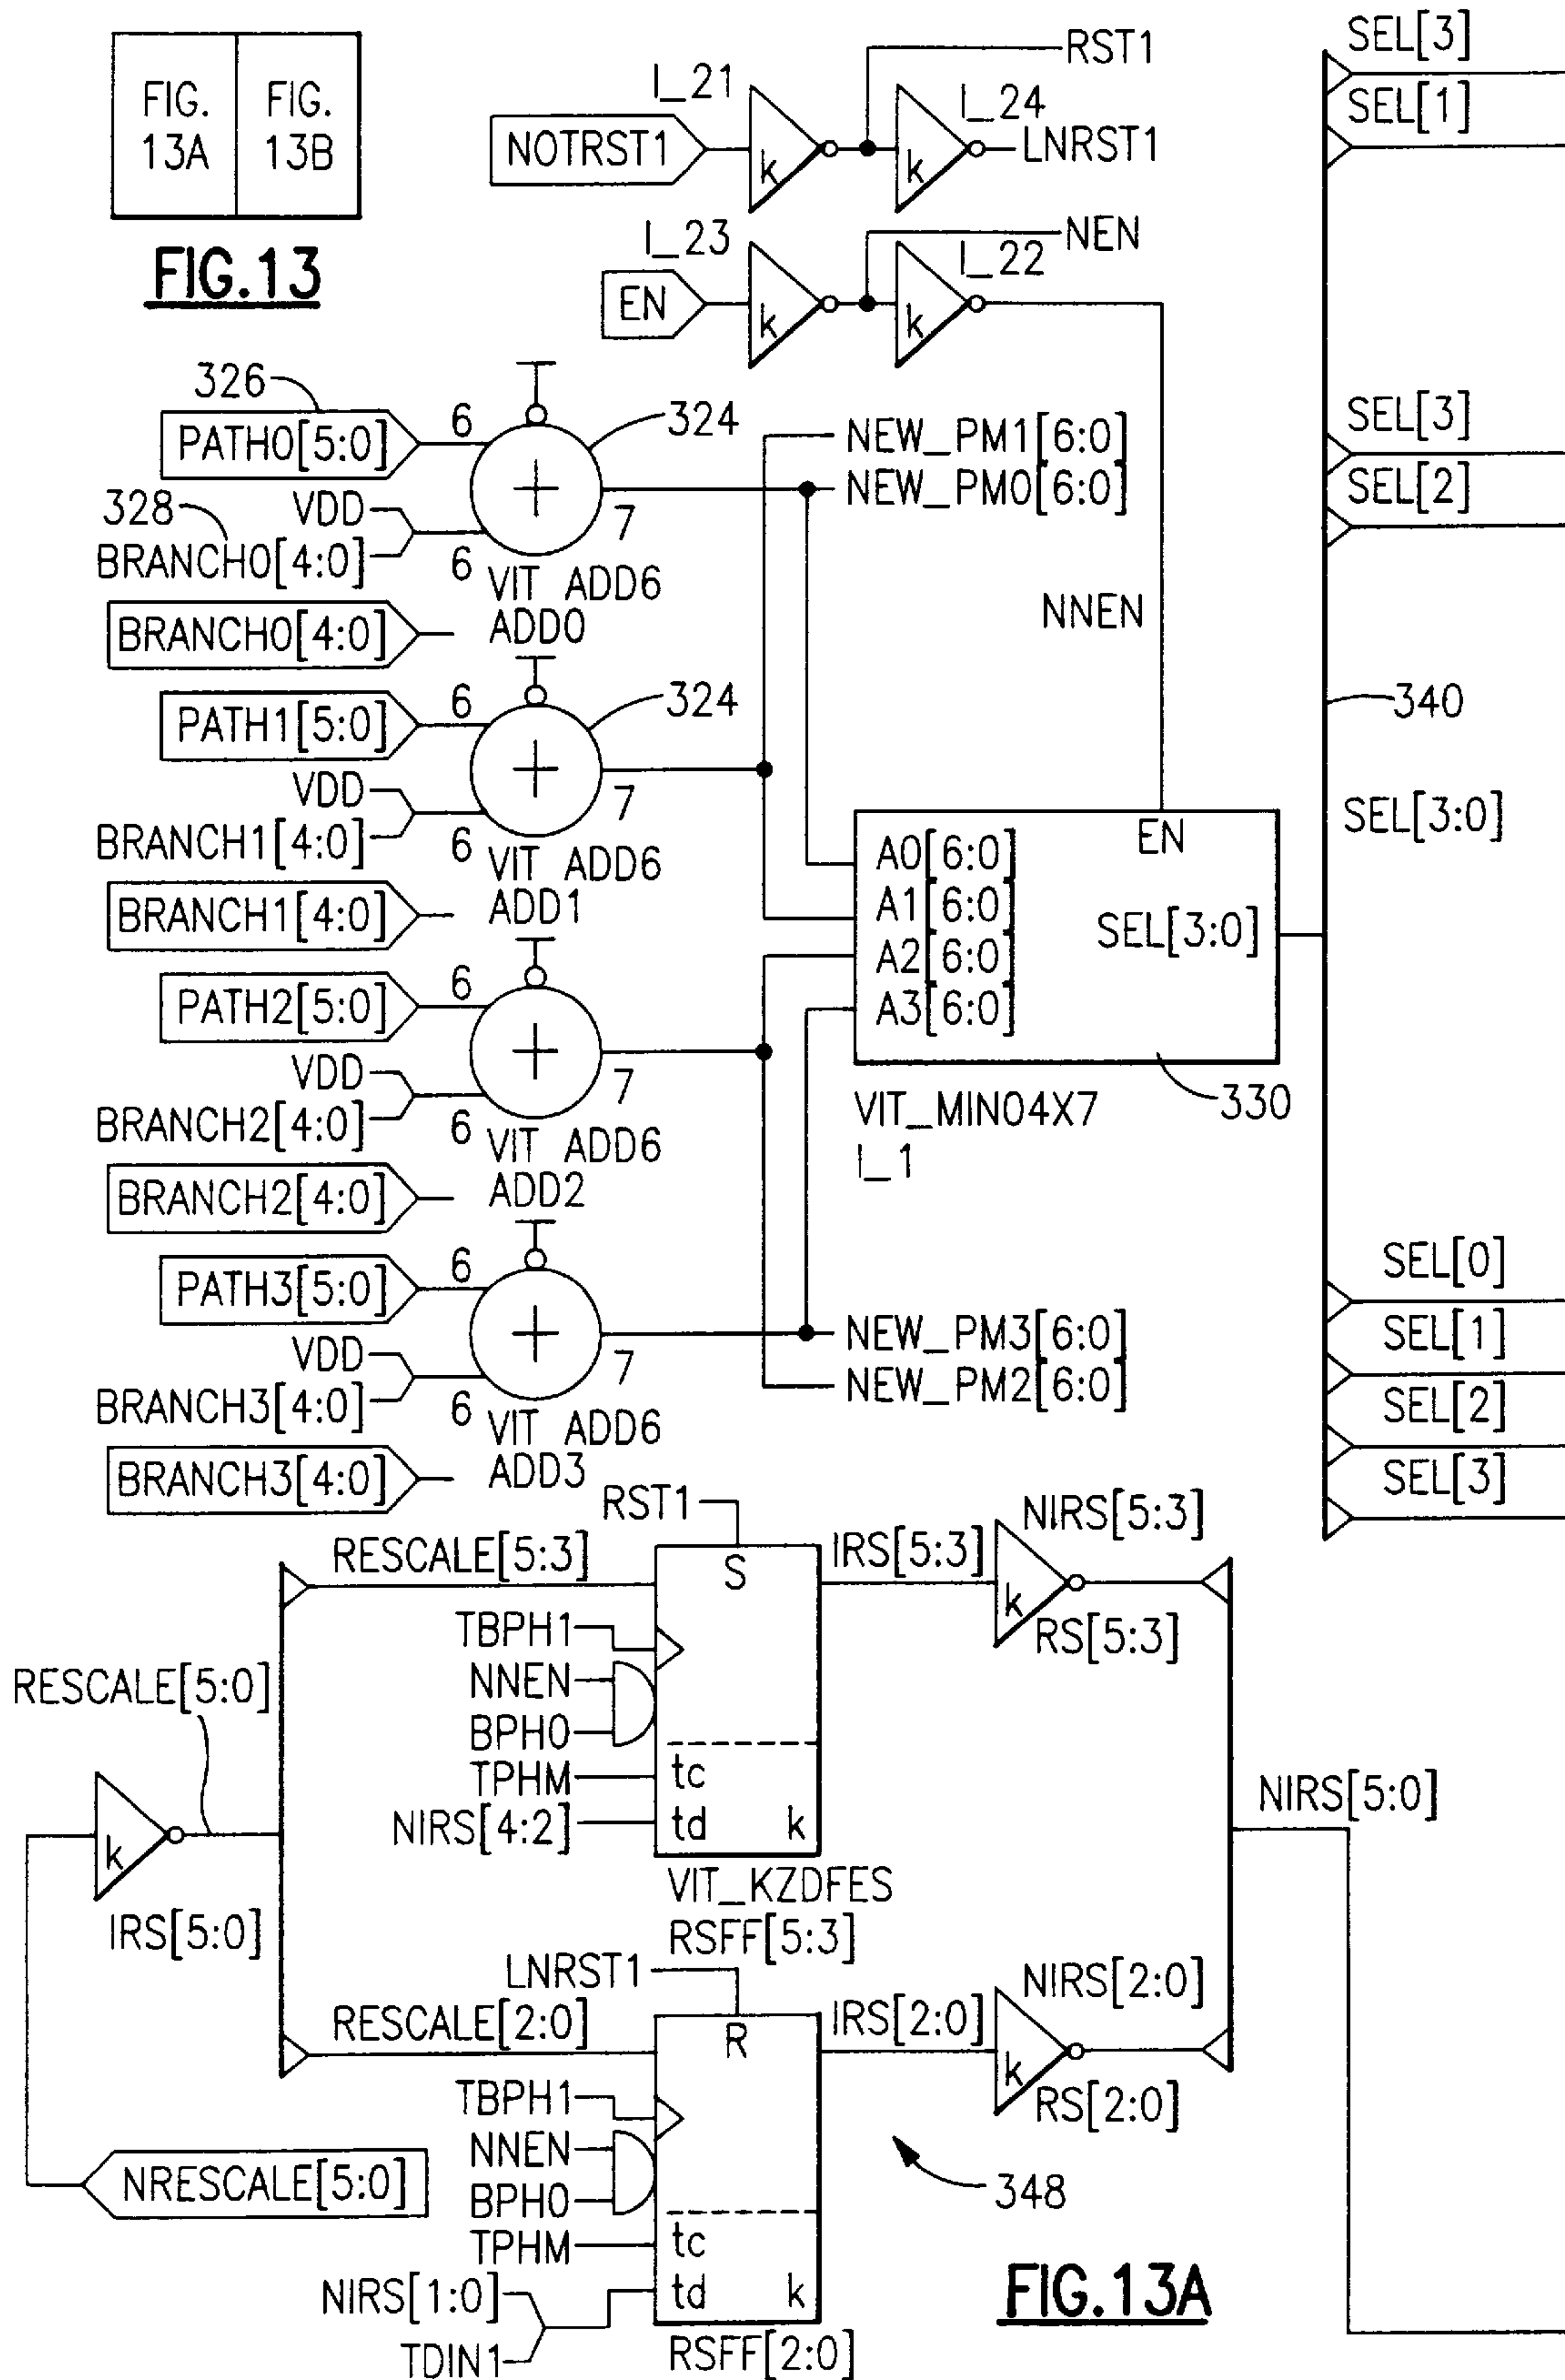 FIG. 13A
FIG. 13B
FIG.13
I_21
NOTRST1
k
RST1
I_24
k
LNRST1
I_23
EN
k
NEN
I_22
k
326
PATH0[5:0]
6
324
328
VDD
BRANCH0[4:0]
6
+
7
VIT ADD6
ADD0
BRANCH0[4:0]
NEW_PM1[6:0]
NEW_PM0[6:0]
PATH1[5:0]
6
324
VDD
BRANCH1[4:0]
6
+
7
VIT ADD6
ADD1
BRANCH1[4:0]
PATH2[5:0]
6
VDD
BRANCH2[4:0]
6
+
7
VIT ADD6
ADD2
BRANCH2[4:0]
PATH3[5:0]
6
VDD
BRANCH3[4:0]
6
+
7
VIT ADD6
ADD3
BRANCH3[4:0]
NEW_PM3[6:0]
NEW_PM2[6:0]
NNEN
EN
A0[6:0]
A1[6:0]
A2[6:0]
A3[6:0]
SEL[3:0]
330
VIT_MIN04X7
I_1
SEL[3]
SEL[1]
SEL[3]
SEL[2]
340
SEL[3:0]
SEL[0]
SEL[1]
SEL[2]
SEL[3]
RST1
RESCALE[5:3]
S
TBPH1
NNEN
BPH0
TPHM
tc
NIRS[4:2]
td
k
VIT_KZDFES
RSFF[5:3]
IRS[5:3]
NIRS[5:3]
k
RS[5:3]
RESCALE[5:0]
k
IRS[5:0]
NRESCALE[5:0]
LNRST1
RESCALE[2:0]
R
TBPH1
NNEN
BPH0
TPHM
tc
NIRS[1:0]
TDIN1
td
k
RSFF[2:0]
IRS[2:0]
NIRS[2:0]
k
RS[2:0]
NIRS[5:0]
348
FIG.13A